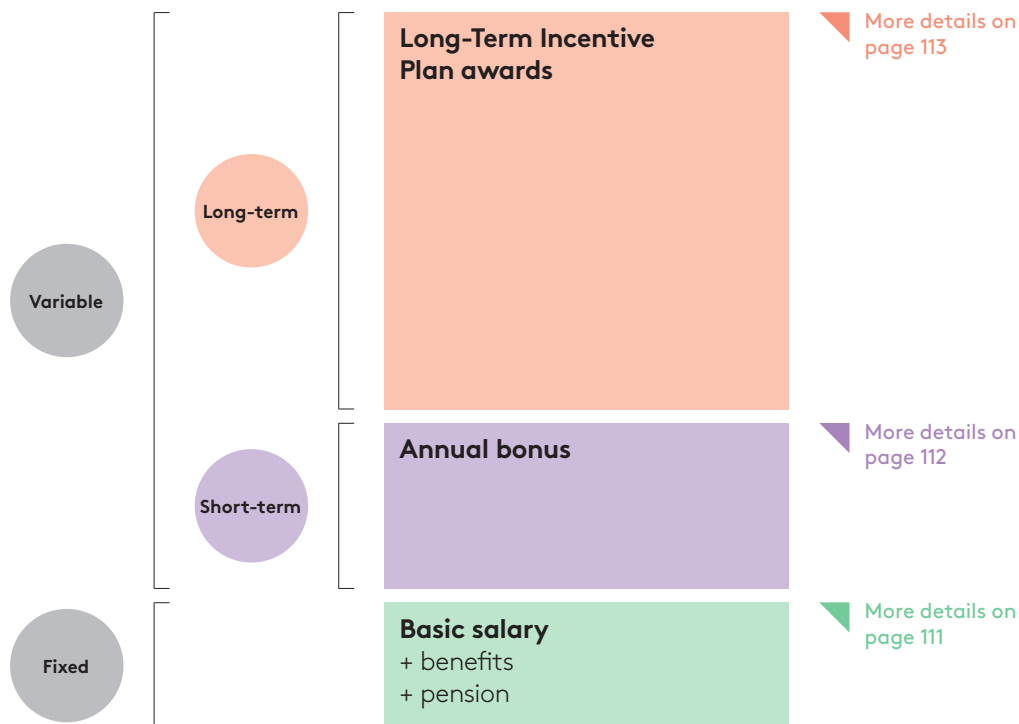 Long-Term Incentive
Plan awards
More details on
page 113
Long-term
Variable
Annual bonus
More details on
page 112
Short-term
Basic salary
+ benefits
+ pension
More details on
page 111
Fixed